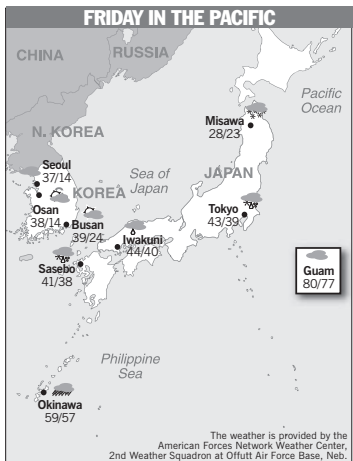 FRIDAY IN THE PACIFIC
CHINA
RUSSIA
Pacific
Ocean
Misawa
28/23
N. KOREA
Seoul
37/14
Sea of
Japan
JAPAN
KOREA
Osan
38/14
Busan
39/24
Tokyo
43/39
Iwakuni
44/40
Sasebo
41/38
Guam
80/77
Philippine
Sea
Okinawa
59/57
The weather is provided by the
American Forces Network Weather Center,
2nd Weather Squadron at Offutt Air Force Base, Neb.